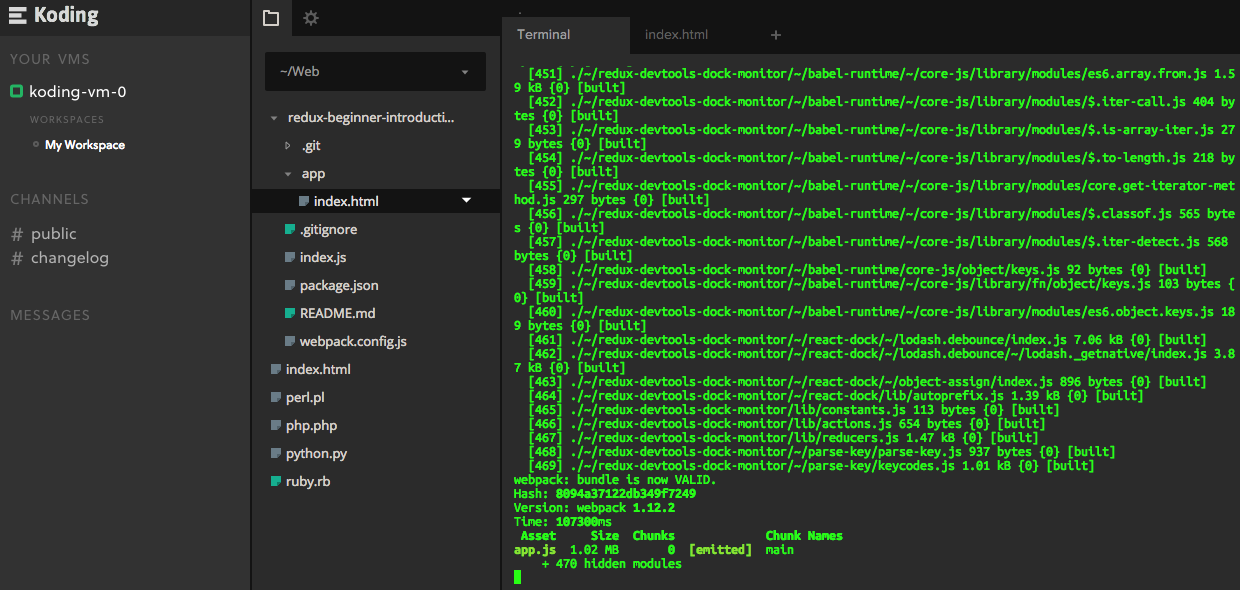 Koding
YOUR VMS
koding-vm-0
WORKSPACES
My Workspace
CHANNELS
# public
# changelog
MESSAGES
~/Web
redux-beginner-introducti...
.git
app
index.html
.gitignore
index.js
package.json
README.md
webpack.config.js
index.html
perl.pl
php.php
python.py
ruby.rb
Terminal
index.html
+
[451] ./~/redux-devtools-dock-monitor/~/babel-runtime/~/core-js/library/modules/es6.array.from.js 1.5
9 kB {0} [built]
[452] ./~/redux-devtools-dock-monitor/~/babel-runtime/~/core-js/library/modules/$.iter-call.js 404 by
tes {0} [built]
[453] ./~/redux-devtools-dock-monitor/~/babel-runtime/~/core-js/library/modules/$.is-array-iter.js 27
9 bytes {0} [built]
[454] ./~/redux-devtools-dock-monitor/~/babel-runtime/~/core-js/library/modules/$.to-length.js 218 by
tes {0} [built]
[455] ./~/redux-devtools-dock-monitor/~/babel-runtime/~/core-js/library/modules/core.get-iterator-met
hod.js 297 bytes {0} [built]
[456] ./~/redux-devtools-dock-monitor/~/babel-runtime/~/core-js/library/modules/$.classof.js 565 byte
s {0} [built]
[457] ./~/redux-devtools-dock-monitor/~/babel-runtime/~/core-js/library/modules/$.iter-detect.js 568
bytes {0} [built]
[458] ./~/redux-devtools-dock-monitor/~/babel-runtime/core-js/object/keys.js 92 bytes {0} [built]
[459] ./~/redux-devtools-dock-monitor/~/babel-runtime/~/core-js/library/fn/object/keys.js 103 bytes {
0} [built]
[460] ./~/redux-devtools-dock-monitor/~/babel-runtime/~/core-js/library/modules/es6.object.keys.js 18
9 bytes {0} [built]
[461] ./~/redux-devtools-dock-monitor/~/react-dock/~/lodash.debounce/index.js 7.06 kB {0} [built]
[462] ./~/redux-devtools-dock-monitor/~/react-dock/~/lodash.debounce/~/lodash._getnative/index.js 3.8
7 kB {0} [built]
[463] ./~/redux-devtools-dock-monitor/~/react-dock/~/object-assign/index.js 896 bytes {0} [built]
[464] ./~/redux-devtools-dock-monitor/~/react-dock/lib/autoprefix.js 1.39 kB {0} [built]
[465] ./~/redux-devtools-dock-monitor/lib/constants.js 113 bytes {0} [built]
[466] ./~/redux-devtools-dock-monitor/lib/actions.js 654 bytes {0} [built]
[467] ./~/redux-devtools-dock-monitor/lib/reducers.js 1.47 kB {0} [built]
[468] ./~/redux-devtools-dock-monitor/~/parse-key/parse-key.js 937 bytes {0} [built]
[469] ./~/redux-devtools-dock-monitor/~/parse-key/keycodes.js 1.01 kB {0} [built]
webpack: bundle is now VALID.
Hash: 8094a37122db349f7249
Version: webpack 1.12.2
Time: 107300ms
Asset Size Chunks Chunk Names
app.js 1.02 MB 0 [emitted] main
+ 470 hidden modules